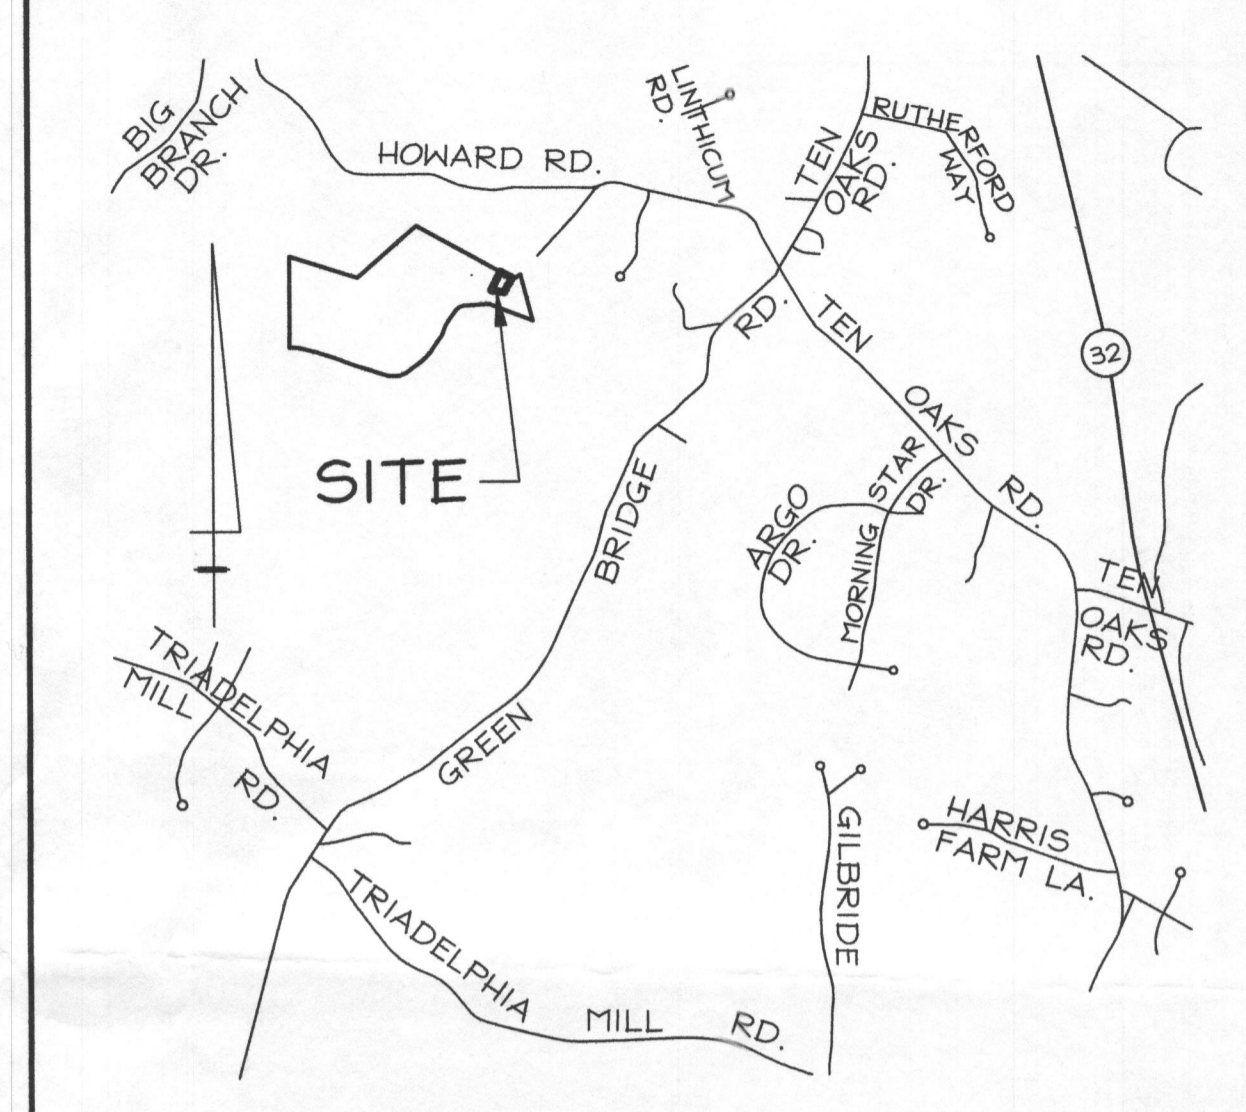 BIG
BRANCH
DR.
HOWARD RD.
LINTHICUM
RD.
TEN
OAKS
RD.
RUTHERFORD
WAY
32
SITE
GREEN BRIDGE RD.
TEN OAKS RD.
MORNING STAR
DR.
ARGO
DR.
TEN
OAKS
RD.
TRIADELPHIA
MILL RD.
GILBRIDE
HARRIS
FARM LA.
TRIADELPHIA MILL RD.